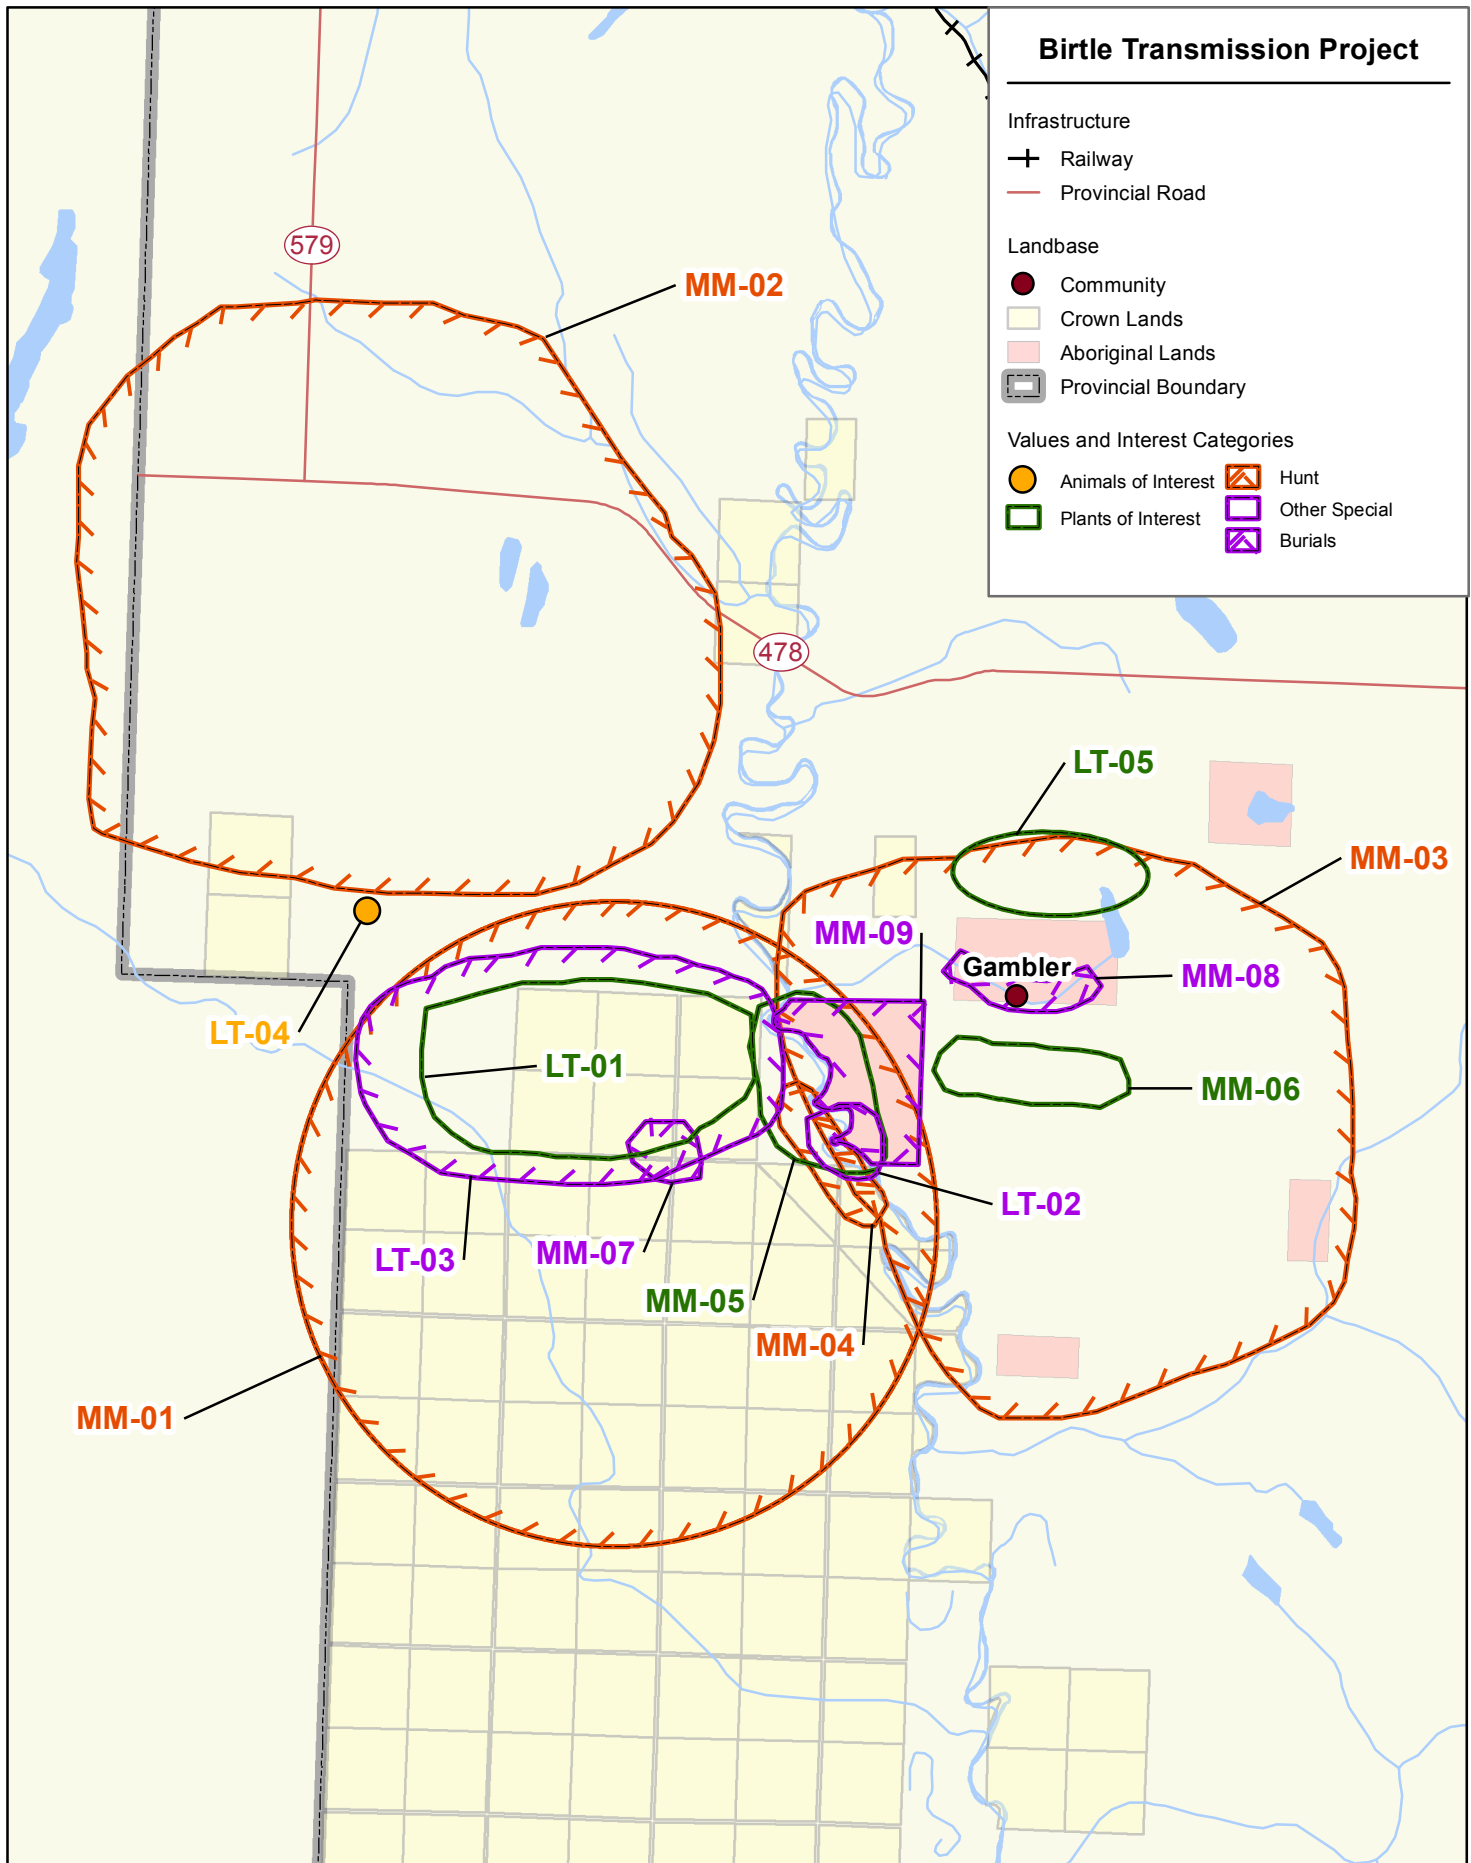 Birtle Transmission Project
Infrastructure
Railway
Provincial Road
Landbase
Community
Crown Lands
Aboriginal Lands
Provincial Boundary
Values and Interest Categories
Animals of Interest
Plants of Interest
Hunt
Other Special
Burials
579
MM-02
478
LT-05
MM-03
MM-09
Gambler
MM-08
LT-04
LT-01
MM-06
LT-02
LT-03
MM-07
MM-05
MM-04
MM-01